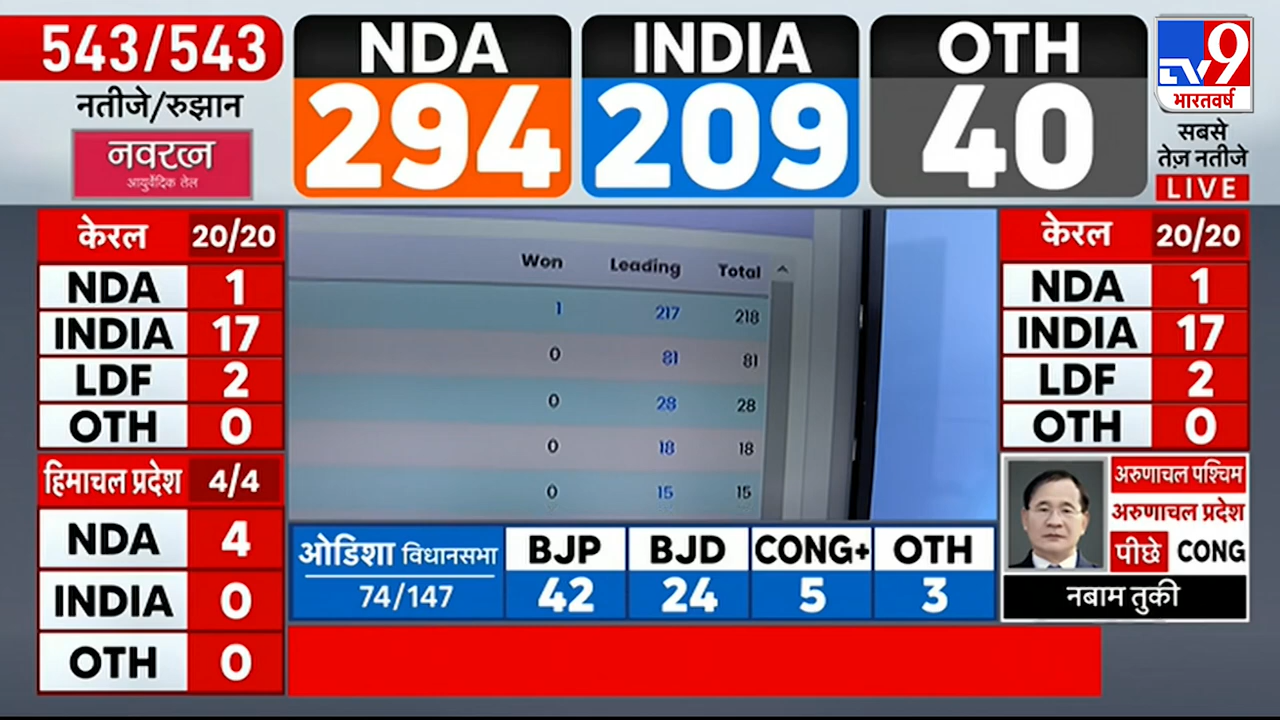 543/543
नतीजे/रुझान
नवरत्न
आयुर्वेदिक तेल
NDA
294
INDIA
209
OTH
40
TV9
भारतवर्ष
सबसे
तेज़ नतीजे
LIVE
केरल 20/20
NDA 1
INDIA 17
LDF 2
OTH 0
हिमाचल प्रदेश 4/4
NDA 4
INDIA 0
OTH 0
Won Leading Total
1 217 218
0 81 81
0 28 28
0 18 18
0 15 15
ओडिशा विधानसभा
74/147
BJP BJD CONG+ OTH
42 24 5 3
केरल 20/20
NDA 1
INDIA 17
LDF 2
OTH 0
अरुणाचल पश्चिम
अरुणाचल प्रदेश
पीछे CONG
नबाम तुकी